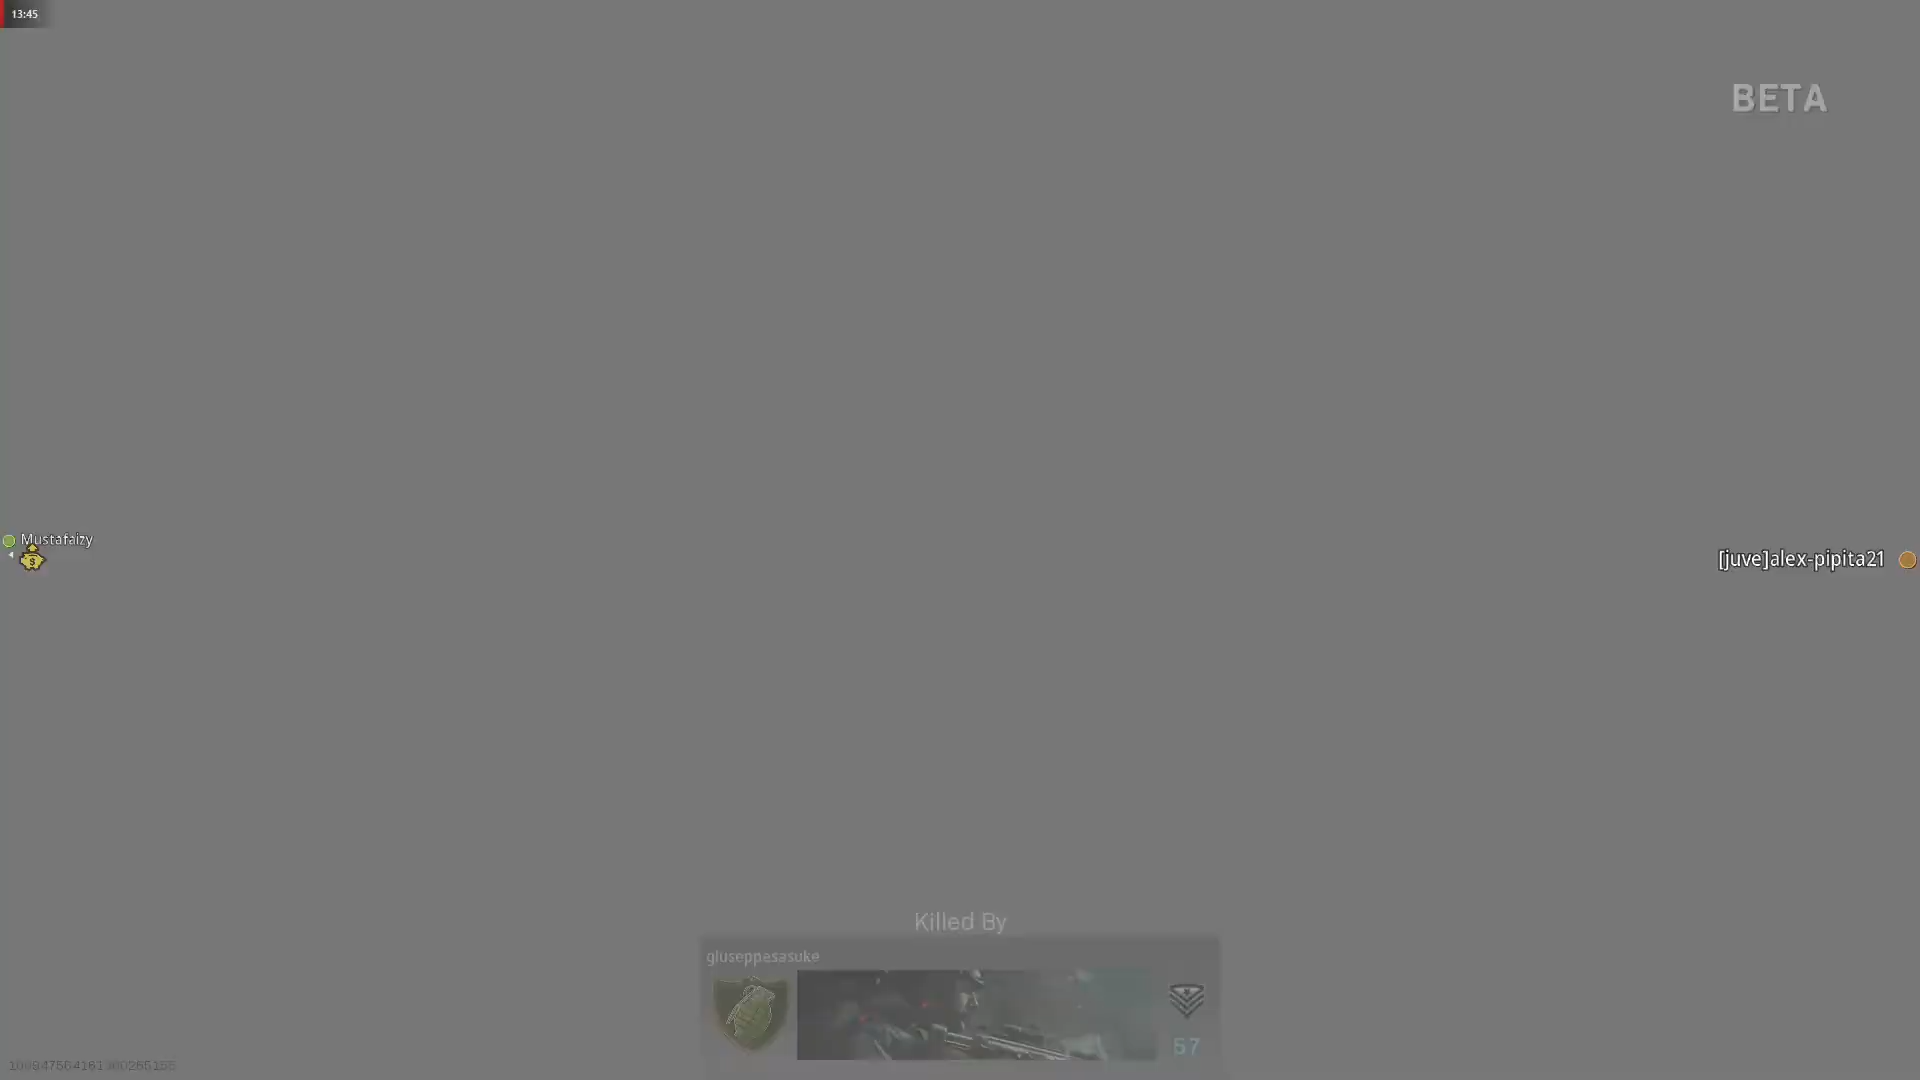 13:45
BETA
Mustafaizy
[juve]alex-pipita21
Killed By
giuseppesasuke
57